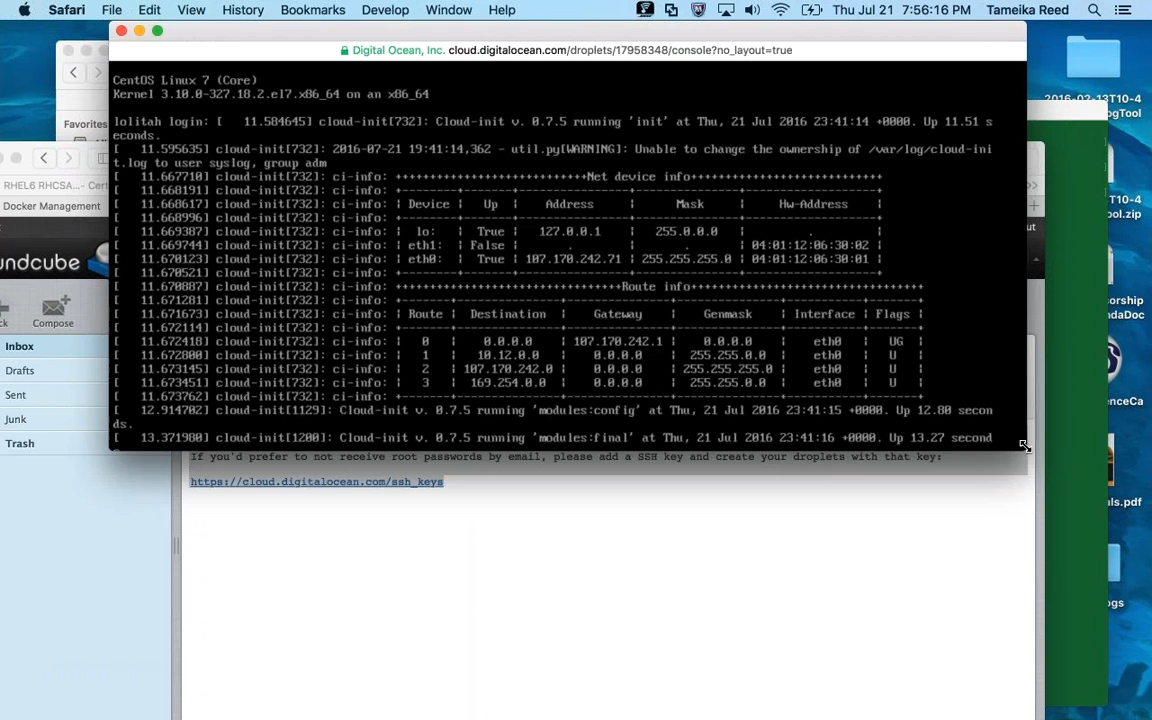 Safari File Edit View History Bookmarks Develop Window Help Thu Jul 21 7:56:16 PM Tameika Reed
Digital Ocean, Inc. cloud.digitalocean.com/droplets/17958348/console?no_layout=true
CentOS Linux 7 (Core)
Kernel 3.10.0-327.18.2.el7.x86_64 on an x86_64
lolitah login: [   11.584645] cloud-init[732]: Cloud-init v. 0.7.5 running 'init' at Thu, 21 Jul 2016 23:41:14 +0000. Up 11.51 s
econds.
[   11.595635] cloud-init[732]: 2016-07-21 19:41:14,362 - util.py[WARNING]: Unable to change the ownership of /var/log/cloud-ini
t.log to user syslog, group adm
[   11.667710] cloud-init[732]: ci-info: +++++++++++++++++++++++++++Net device info+++++++++++++++++++++++++++
[   11.668191] cloud-init[732]: ci-info: +--------+-------+----------------+---------------+-------------------+
[   11.668617] cloud-init[732]: ci-info: | Device | Up | Address | Mask | Hw-Address |
[   11.668996] cloud-init[732]: ci-info: +--------+-------+----------------+---------------+-------------------+
[   11.669387] cloud-init[732]: ci-info: | lo: | True | 127.0.0.1 | 255.0.0.0 | . |
[   11.669744] cloud-init[732]: ci-info: | eth1: | False | . | . | 04:01:12:06:30:02 |
[   11.670123] cloud-init[732]: ci-info: | eth0: | True | 107.170.242.71 | 255.255.255.0 | 04:01:12:06:30:01 |
[   11.670521] cloud-init[732]: ci-info: +--------+-------+----------------+---------------+-------------------+
[   11.670887] cloud-init[732]: ci-info: ++++++++++++++++++++++++++++++++Route info++++++++++++++++++++++++++++++++
[   11.671281] cloud-init[732]: ci-info: +-------+---------------+---------------+---------------+-----------+-------+
[   11.671673] cloud-init[732]: ci-info: | Route | Destination | Gateway | Genmask | Interface | Flags |
[   11.672114] cloud-init[732]: ci-info: +-------+---------------+---------------+---------------+-----------+-------+
[   11.672418] cloud-init[732]: ci-info: | 0 | 0.0.0.0 | 107.170.242.1 | 0.0.0.0 | eth0 | UG |
[   11.672800] cloud-init[732]: ci-info: | 1 | 10.12.0.0 | 0.0.0.0 | 255.255.0.0 | eth0 | U |
[   11.673145] cloud-init[732]: ci-info: | 2 | 107.170.242.0 | 0.0.0.0 | 255.255.255.0 | eth0 | U |
[   11.673451] cloud-init[732]: ci-info: | 3 | 169.254.0.0 | 0.0.0.0 | 255.255.0.0 | eth0 | U |
[   11.673762] cloud-init[732]: ci-info: +-------+---------------+---------------+---------------+-----------+-------+
[   12.914702] cloud-init[1129]: Cloud-init v. 0.7.5 running 'modules:config' at Thu, 21 Jul 2016 23:41:15 +0000. Up 12.80 secon
ds.
[   13.371980] cloud-init[1200]: Cloud-init v. 0.7.5 running 'modules:final' at Thu, 21 Jul 2016 23:41:16 +0000. Up 13.27 second
If you'd prefer to not receive root passwords by email, please add a SSH key and create your droplets with that key:
https://cloud.digitalocean.com/ssh_keys
Favorites
RHEL6 RHCSA... - Cert
Docker Management
undcube
Compose
Inbox
Drafts
Sent
Junk
Trash
2016-02-13T10-4
ogTool
T10-4
ool.zip
ut
orship
ndaDoc
enceCa
ls.pdf
ogs